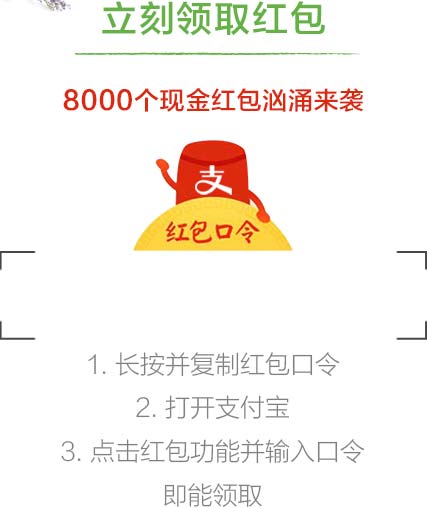 立刻领取红包
8000个现金红包汹涌来袭
支
红包口令
1. 长按并复制红包口令
2. 打开支付宝
3. 点击红包功能并输入口令
即能领取